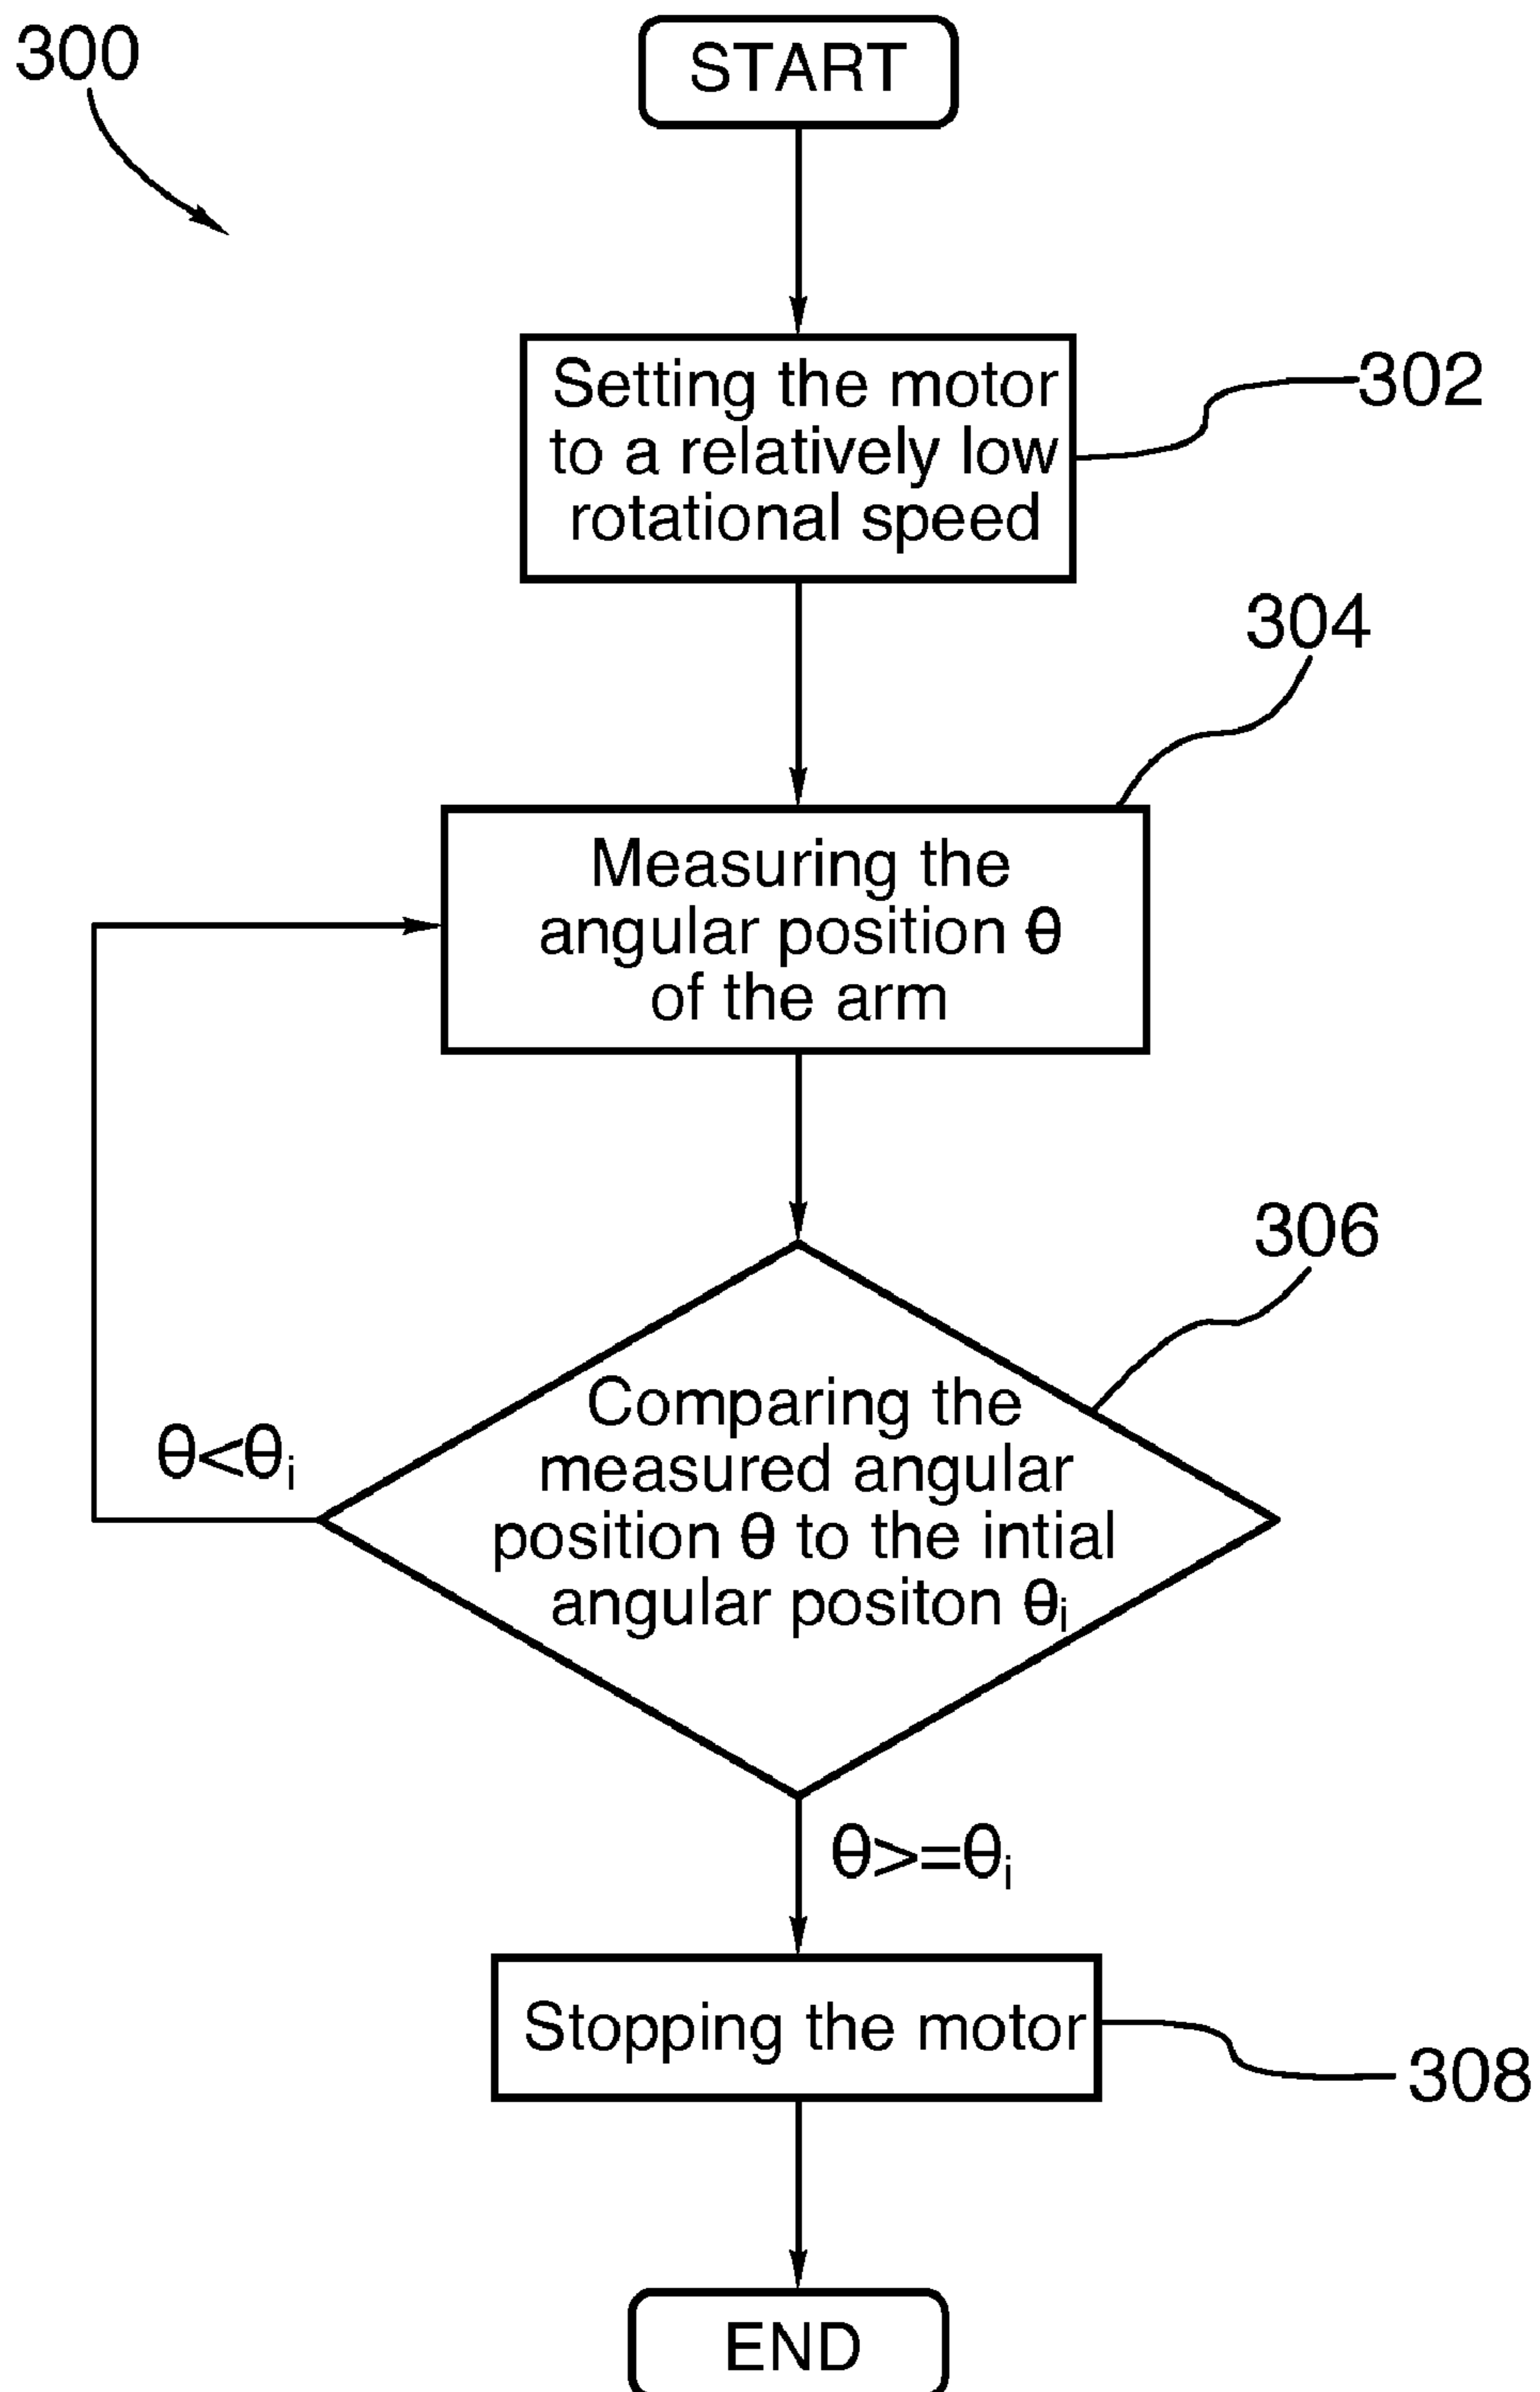 300
START
Setting the motor
to a relatively low
rotational speed
302
304
Measuring the
angular position θ
of the arm
306
Comparing the
measured angular
position θ to the intial
angular positon θi
θ<θi
θ>=θi
Stopping the motor
308
END